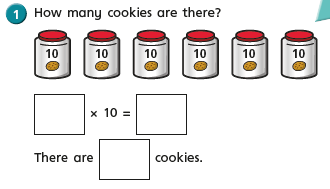 1 How many cookies are there?
10 10 10 10 10 10
× 10 =
There are cookies.